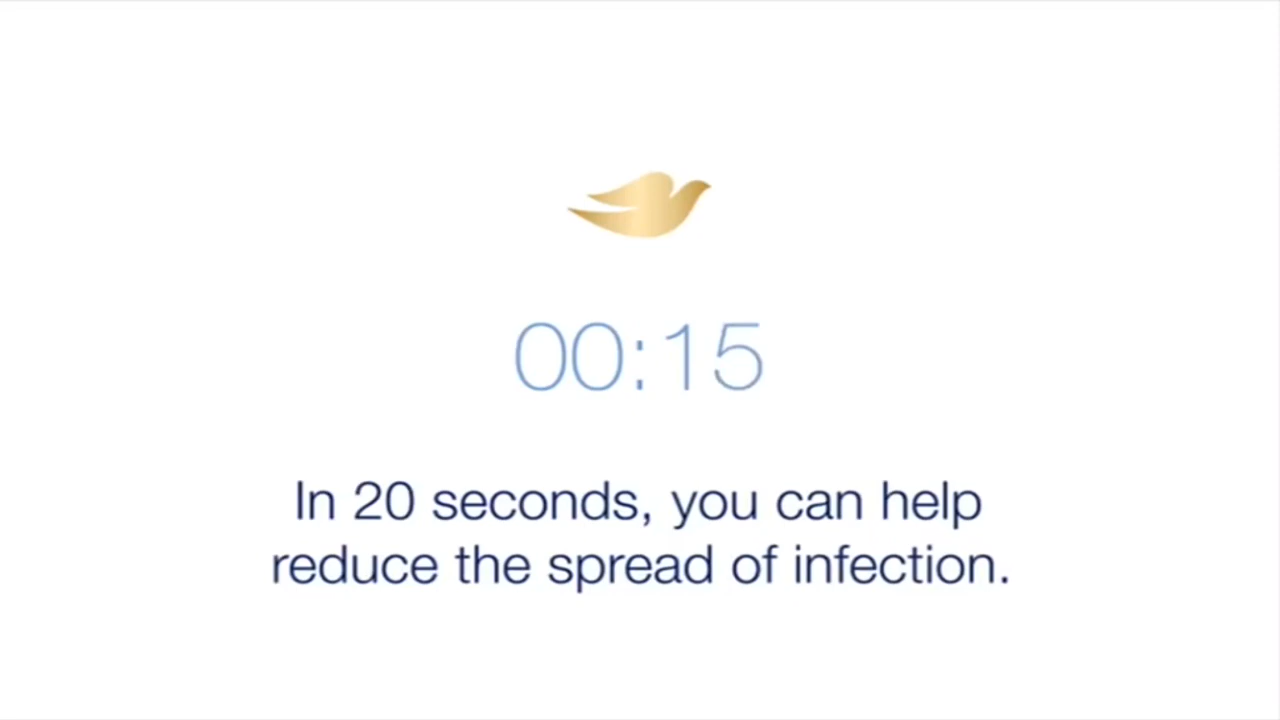 00:15
In 20 seconds, you can help
reduce the spread of infection.